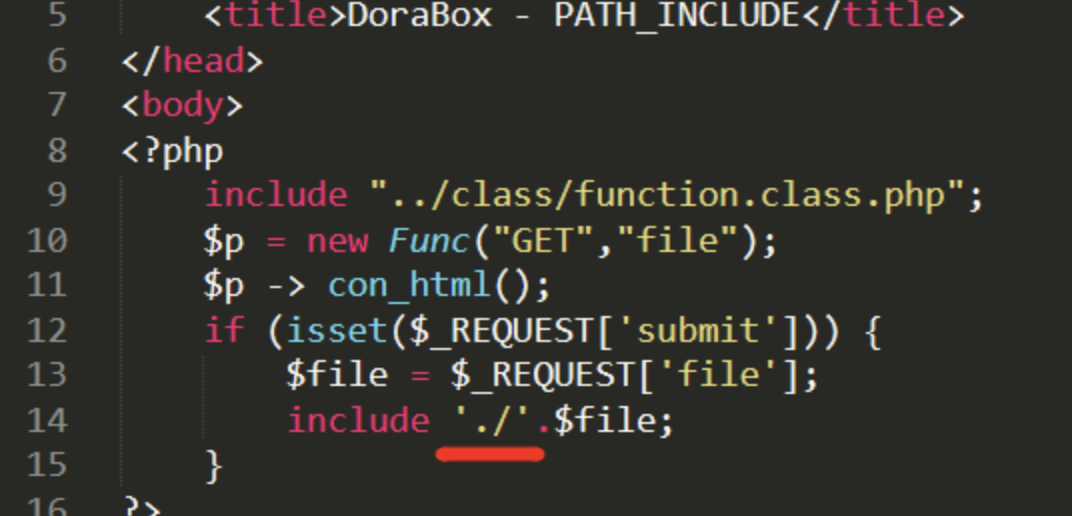 5 <title>DoraBox - PATH_INCLUDE</title>
6 </head>
7 <body>
8 <?php
9 include "../class/function.class.php";
10 $p = new Func("GET","file");
11 $p -> con_html();
12 if (isset($_REQUEST['submit'])) {
13 $file = $_REQUEST['file'];
14 include './'.$file;
15 }
16 ?>